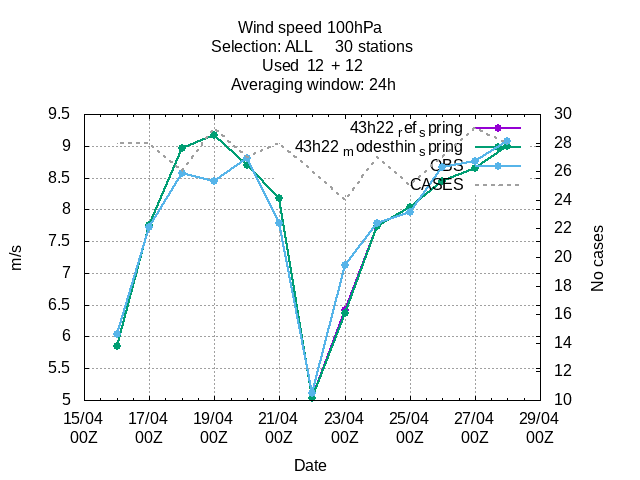 Wind speed 100hPa
Selection: ALL 30 stations
Used 12 + 12
Averaging window: 24h
43h22 ref spring
43h22 modesthin spring
OBS
CASES
9.5
9
8.5
8
7.5
7
6.5
6
5.5
5
30
28
26
24
22
20
18
16
14
12
10
m/s
No cases
15/04 17/04 19/04 21/04 23/04 25/04 27/04 29/04
00Z 00Z 00Z 00Z 00Z 00Z 00Z 00Z
Date